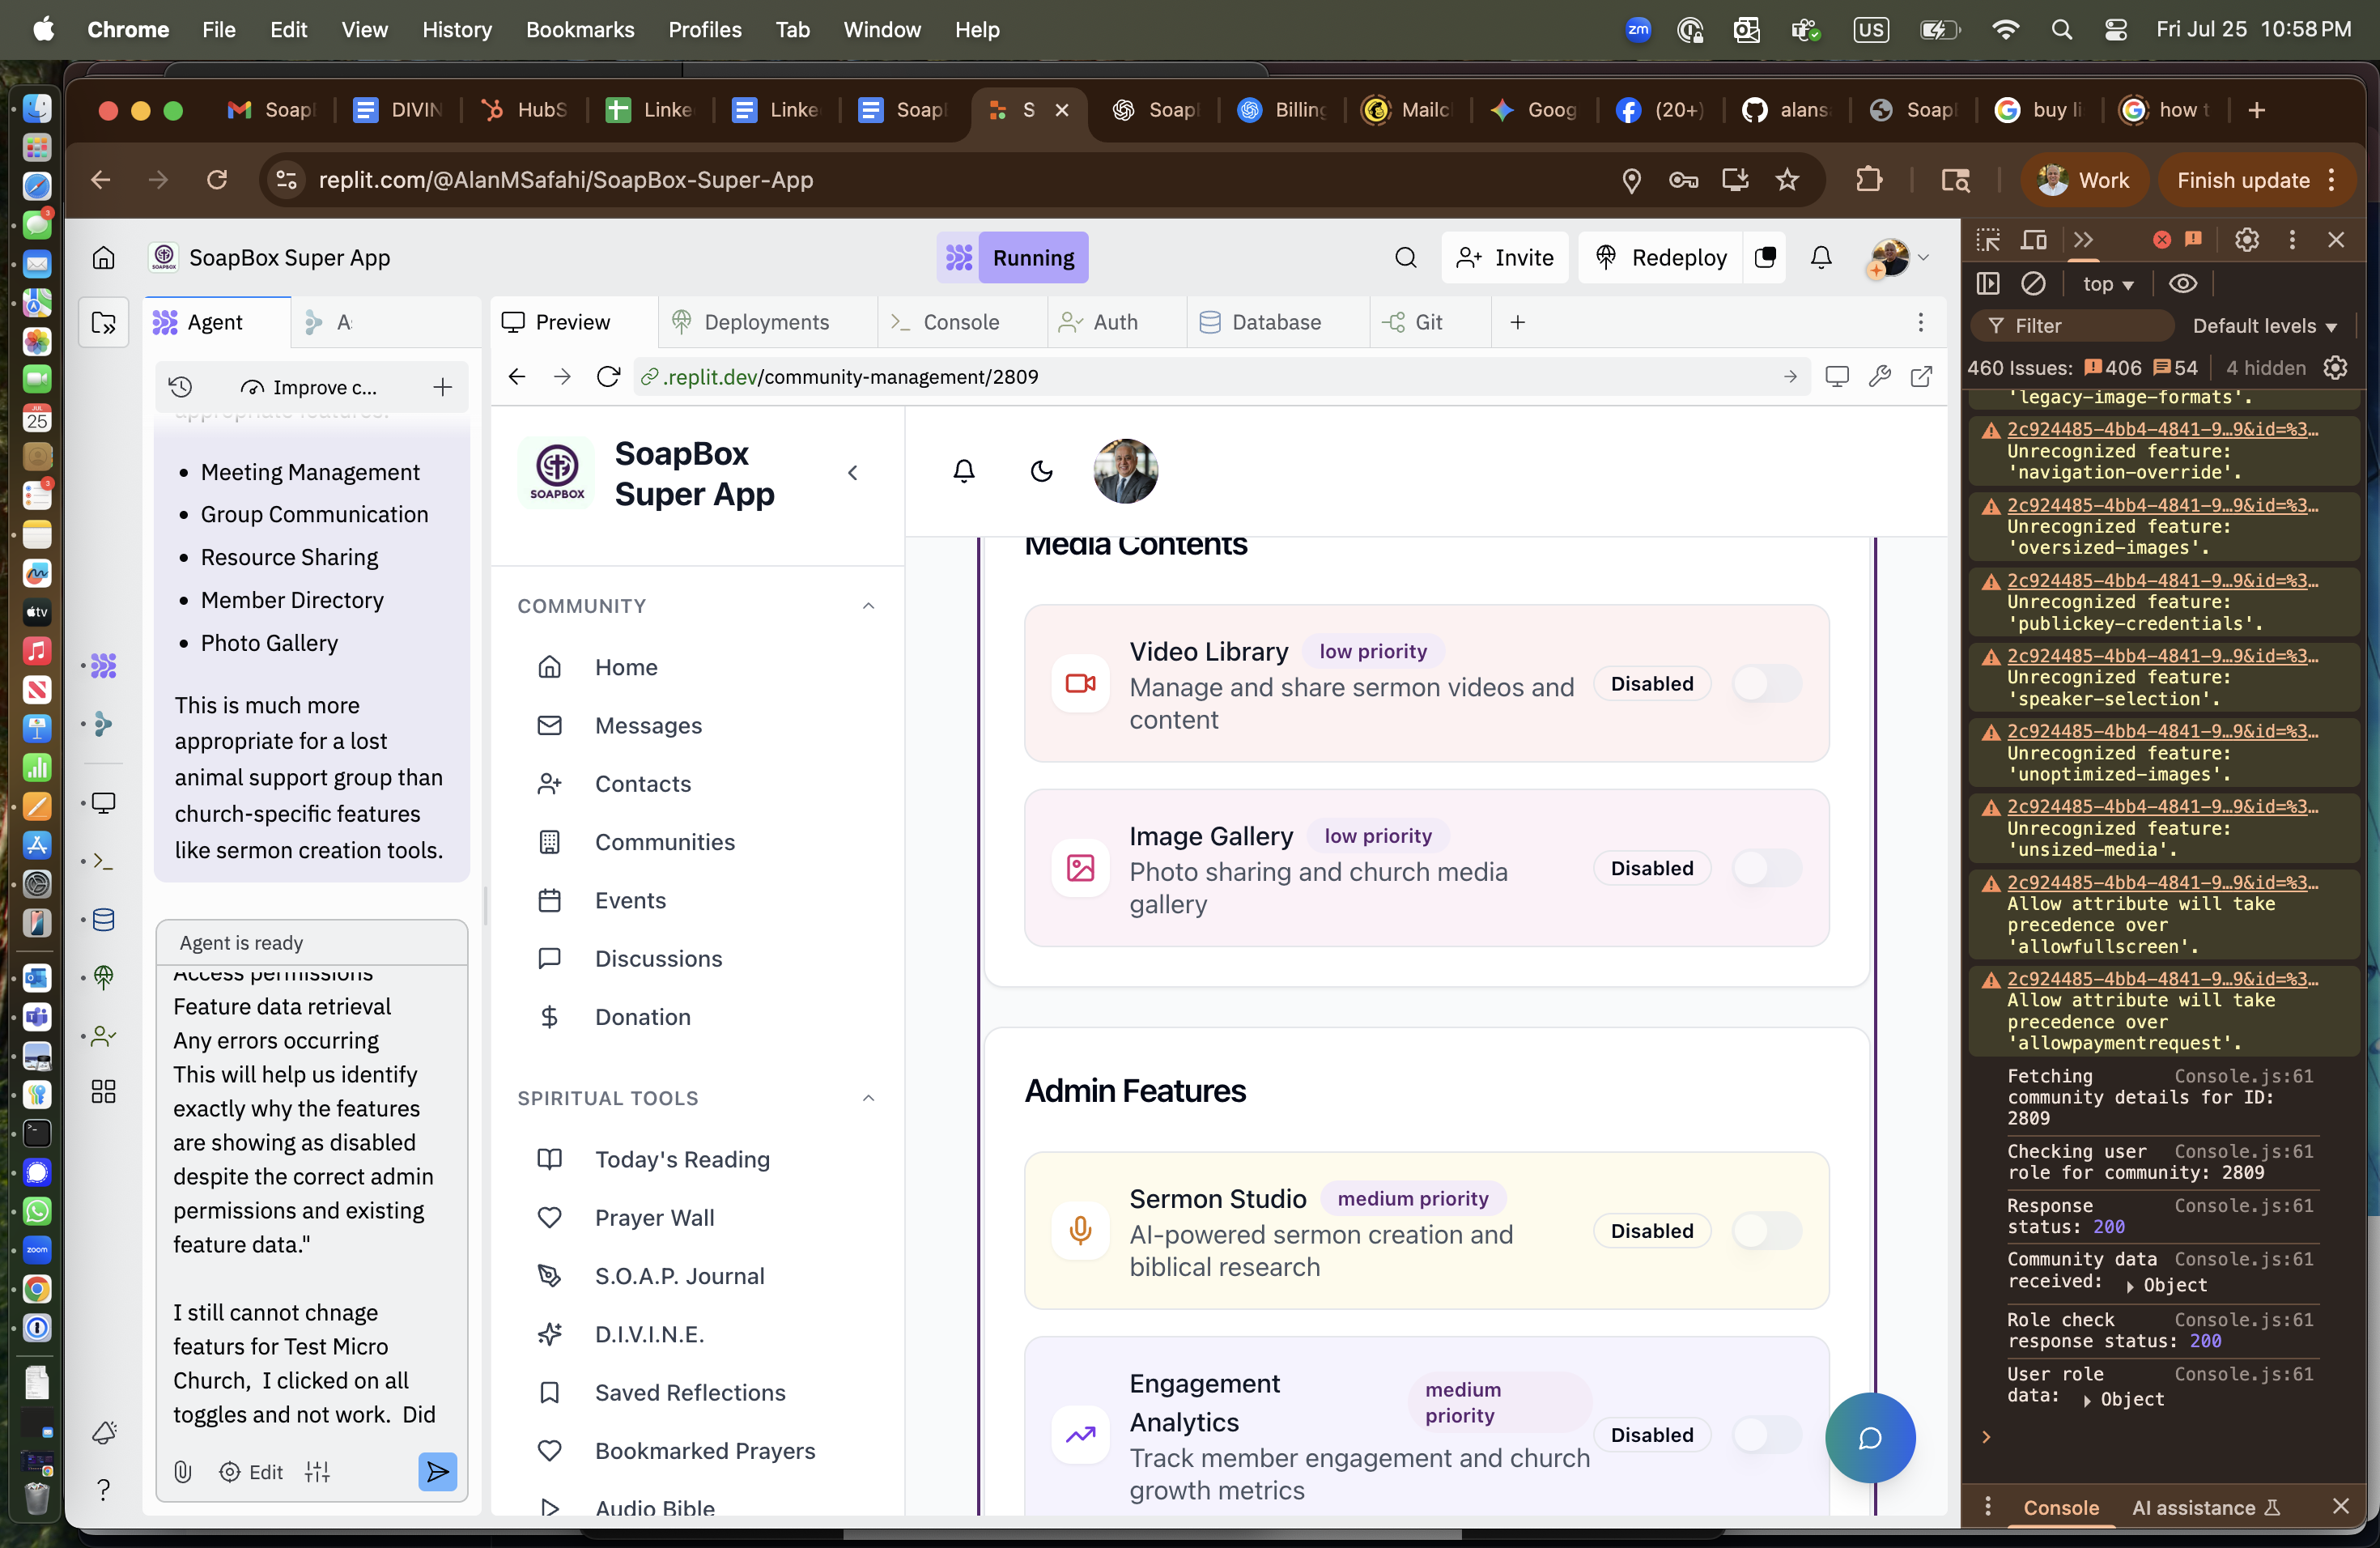 Chrome File Edit View History Bookmarks Profiles Tab Window Help
zm
US
Fri Jul 25 10:58 PM
Soapl
DIVIN
HubS
Linke
Linke
Soapl
S
Soapl
Billing
Mailc
Goog
(20+)
alans
Soapl
buy li
how t
replit.com/@AlanMSafahi/SoapBox-Super-App
Work
Finish update
SoapBox Super App
Running
Invite
Redeploy
Agent
Preview
Deployments
Console
Auth
Database
Git
Improve c...
.replit.dev/community-management/2809
appropriate features.
Meeting Management
Group Communication
Resource Sharing
Member Directory
Photo Gallery
This is much more
appropriate for a lost
animal support group than
church-specific features
like sermon creation tools.
Agent is ready
Access permissions
Feature data retrieval
Any errors occurring
This will help us identify
exactly why the features
are showing as disabled
despite the correct admin
permissions and existing
feature data."
I still cannot chnage
featurs for Test Micro
Church, I clicked on all
toggles and not work. Did
Edit
SOAPBOX
SoapBox
Super App
COMMUNITY
Home
Messages
Contacts
Communities
Events
Discussions
Donation
SPIRITUAL TOOLS
Today's Reading
Prayer Wall
S.O.A.P. Journal
D.I.V.I.N.E.
Saved Reflections
Bookmarked Prayers
Audio Bible
Media Contents
Video Library low priority
Manage and share sermon videos and
content
Disabled
Image Gallery low priority
Photo sharing and church media
gallery
Disabled
Admin Features
Sermon Studio medium priority
AI-powered sermon creation and
biblical research
Disabled
Engagement
Analytics
medium
priority
Track member engagement and church
growth metrics
Disabled
top
Filter
Default levels
460 Issues: 406 54 4 hidden
'legacy-image-formats'.
2c924485-4bb4-4841-9…9&id=%3…
Unrecognized feature:
'navigation-override'.
2c924485-4bb4-4841-9…9&id=%3…
Unrecognized feature:
'oversized-images'.
2c924485-4bb4-4841-9…9&id=%3…
Unrecognized feature:
'publickey-credentials'.
2c924485-4bb4-4841-9…9&id=%3…
Unrecognized feature:
'speaker-selection'.
2c924485-4bb4-4841-9…9&id=%3…
Unrecognized feature:
'unoptimized-images'.
2c924485-4bb4-4841-9…9&id=%3…
Unrecognized feature:
'unsized-media'.
2c924485-4bb4-4841-9…9&id=%3…
Allow attribute will take
precedence over
'allowfullscreen'.
2c924485-4bb4-4841-9…9&id=%3…
Allow attribute will take
precedence over
'allowpaymentrequest'.
Fetching Console.js:61
community details for ID:
2809
Checking user Console.js:61
role for community: 2809
Response Console.js:61
status: 200
Community data Console.js:61
received: Object
Role check Console.js:61
response status: 200
User role Console.js:61
data: Object
Console
AI assistance
JUL
25
tv
zoom
3
3